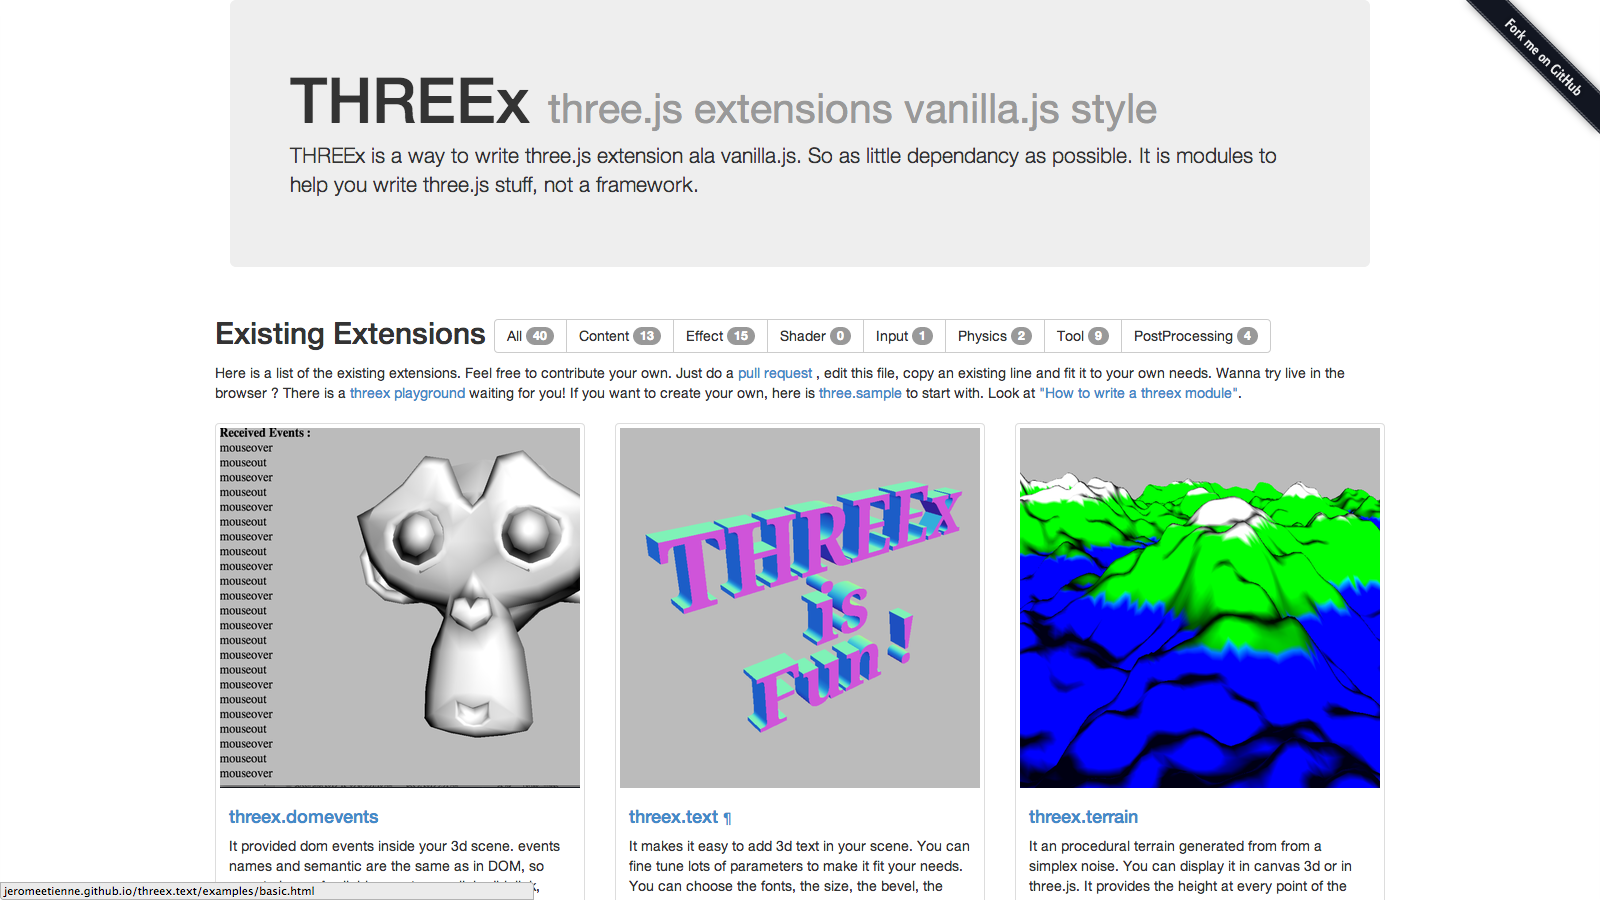 Fork me on GitHub
THREEx three.js extensions vanilla.js style
THREEx is a way to write three.js extension ala vanilla.js. So as little dependancy as possible. It is modules to
help you write three.js stuff, not a framework.
Existing Extensions All 40 Content 13 Effect 15 Shader 0 Input 1 Physics 2 Tool 9 PostProcessing 4
Here is a list of the existing extensions. Feel free to contribute your own. Just do a pull request , edit this file, copy an existing line and fit it to your own needs. Wanna try live in the
browser ? There is a threex playground waiting for you! If you want to create your own, here is three.sample to start with. Look at "How to write a threex module".
Received Events :
mouseover
mouseout
mouseover
mouseout
mouseover
mouseout
mouseover
mouseout
mouseover
mouseout
mouseover
mouseout
mouseover
mouseout
mouseover
mouseout
mouseover
mouseout
mouseover
mouseout
mouseover
mouseout
mouseover
THREEx
is
Fun !
threex.domevents
It provided dom events inside your 3d scene. events
names and semantic are the same as in DOM, so
threex.text ¶
It makes it easy to add 3d text in your scene. You can
fine tune lots of parameters to make it fit your needs.
You can choose the fonts, the size, the bevel, the
threex.terrain
It an procedural terrain generated from from a
simplex noise. You can display it in canvas 3d or in
three.js. It provides the height at every point of the
jeromeetienne.github.io/threex.text/examples/basic.html